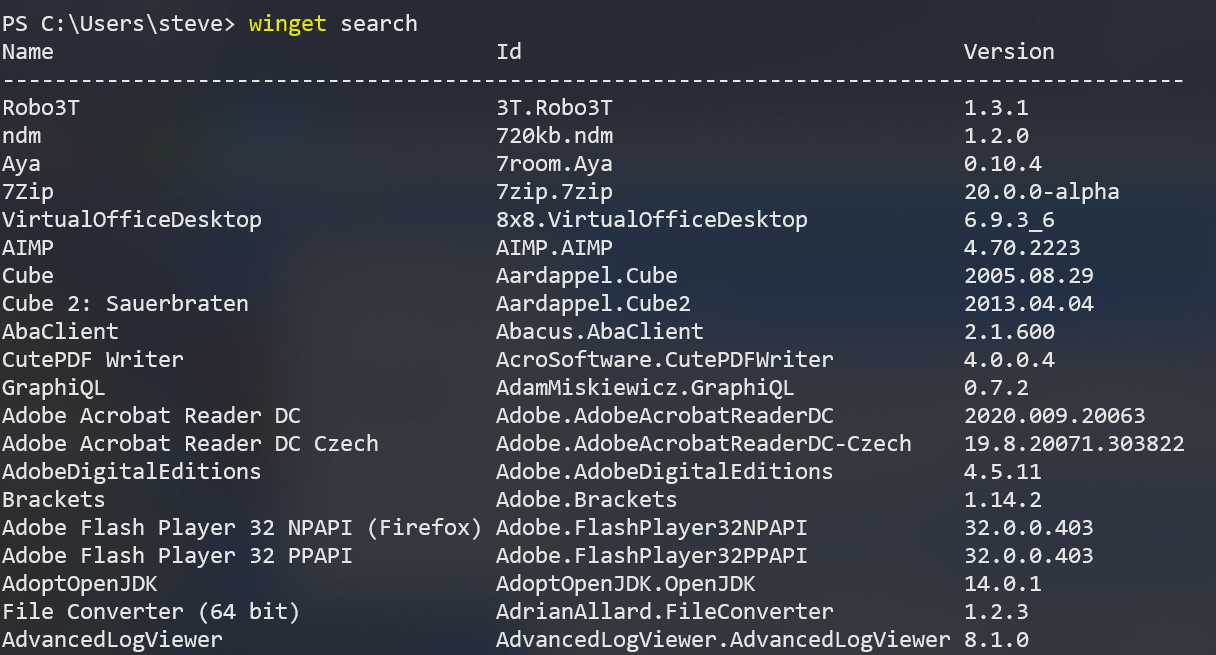 PS C:\Users\steve> winget search
Name Id Version
-------------------------------------------------------------------------------------------
Robo3T 3T.Robo3T 1.3.1
ndm 720kb.ndm 1.2.0
Aya 7room.Aya 0.10.4
7Zip 7zip.7zip 20.0.0-alpha
VirtualOfficeDesktop 8x8.VirtualOfficeDesktop 6.9.3_6
AIMP AIMP.AIMP 4.70.2223
Cube Aardappel.Cube 2005.08.29
Cube 2: Sauerbraten Aardappel.Cube2 2013.04.04
AbaClient Abacus.AbaClient 2.1.600
CutePDF Writer AcroSoftware.CutePDFWriter 4.0.0.4
GraphiQL AdamMiskiewicz.GraphiQL 0.7.2
Adobe Acrobat Reader DC Adobe.AdobeAcrobatReaderDC 2020.009.20063
Adobe Acrobat Reader DC Czech Adobe.AdobeAcrobatReaderDC-Czech 19.8.20071.303822
AdobeDigitalEditions Adobe.AdobeDigitalEditions 4.5.11
Brackets Adobe.Brackets 1.14.2
Adobe Flash Player 32 NPAPI (Firefox) Adobe.FlashPlayer32NPAPI 32.0.0.403
Adobe Flash Player 32 PPAPI Adobe.FlashPlayer32PPAPI 32.0.0.403
AdoptOpenJDK AdoptOpenJDK.OpenJDK 14.0.1
File Converter (64 bit) AdrianAllard.FileConverter 1.2.3
AdvancedLogViewer AdvancedLogViewer.AdvancedLogViewer 8.1.0